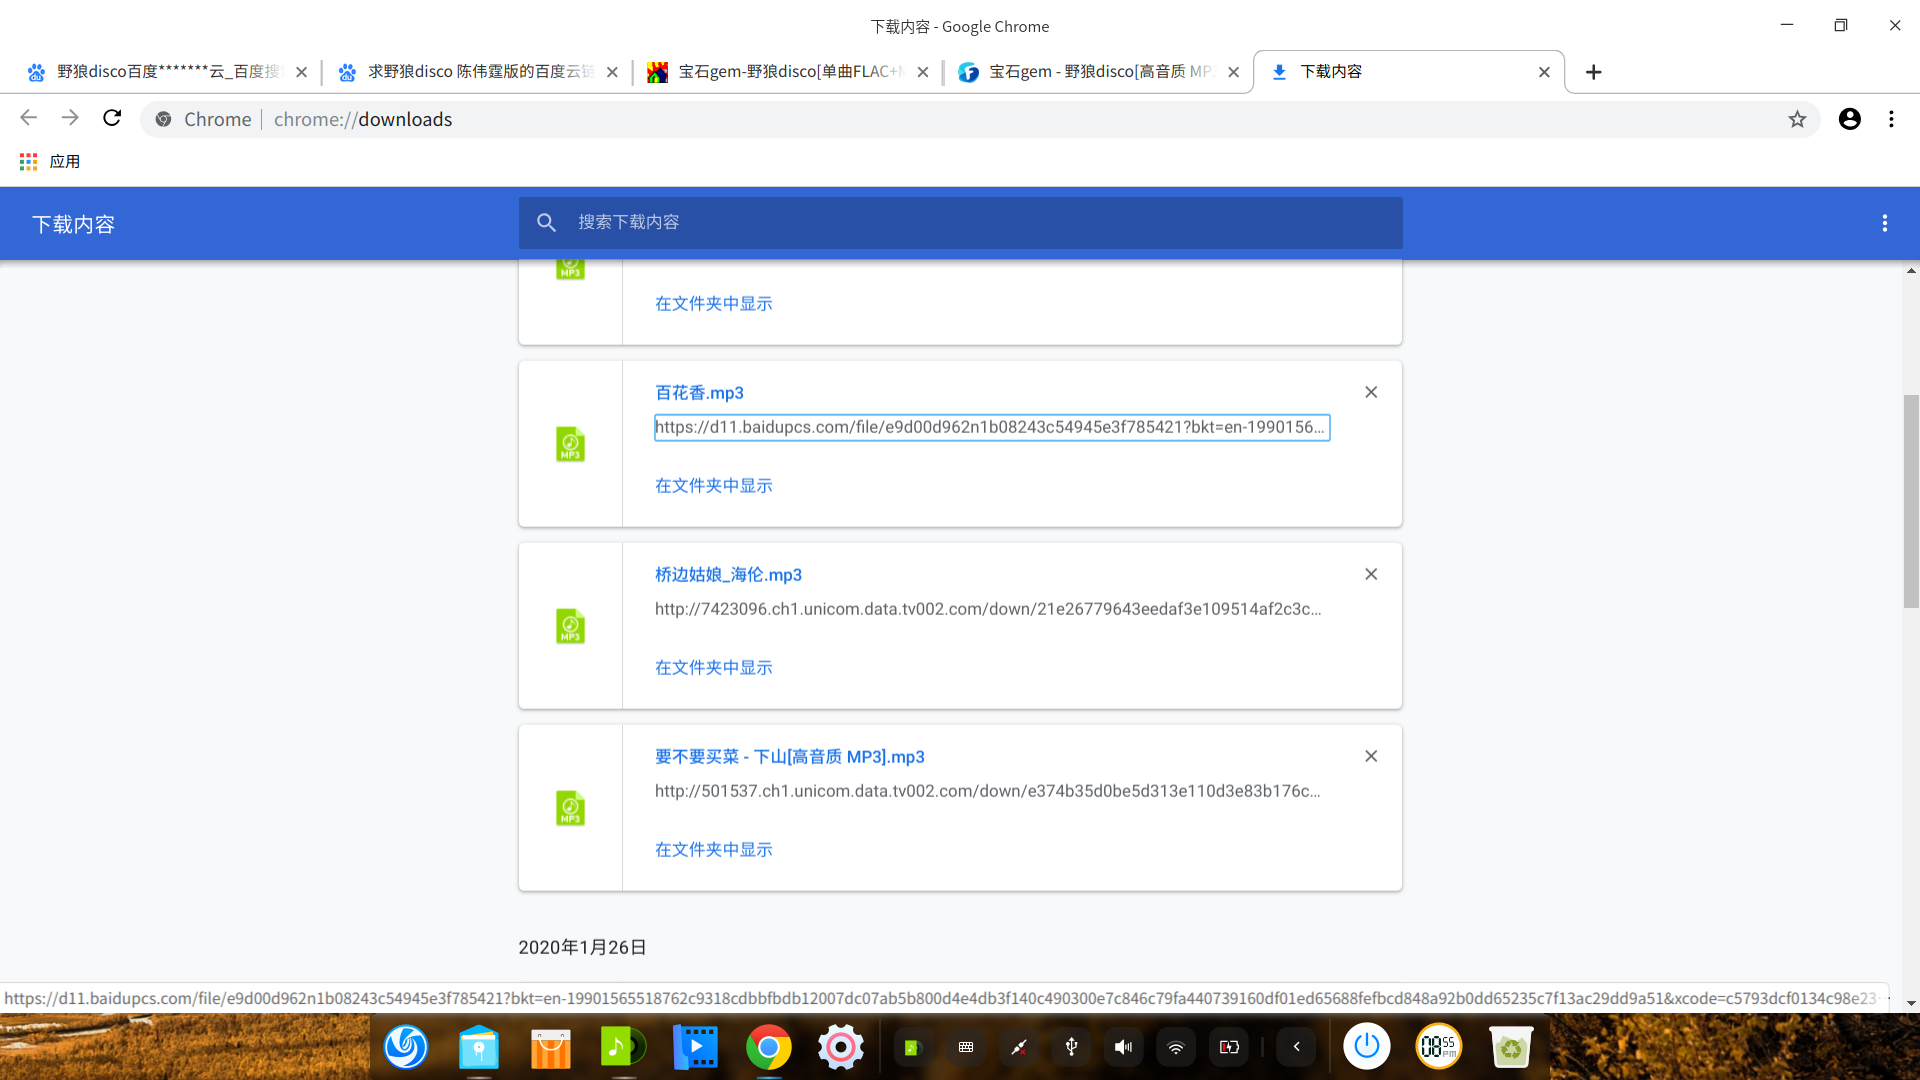 下载内容 - Google Chrome
野狼disco百度*******云_百度搜
求野狼disco 陈伟霆版的百度云链
宝石gem-野狼disco[单曲FLAC+M
宝石gem - 野狼disco[高音质 MP
下载内容
Chrome
chrome://downloads
应用
下载内容
搜索下载内容
MP3
在文件夹中显示
百花香.mp3
https://d11.baidupcs.com/file/e9d00d962n1b08243c54945e3f785421?bkt=en-1990156...
MP3
在文件夹中显示
桥边姑娘_海伦.mp3
http://7423096.ch1.unicom.data.tv002.com/down/21e26779643eedaf3e109514af2c3c...
MP3
在文件夹中显示
要不要买菜 - 下山[高音质 MP3].mp3
http://501537.ch1.unicom.data.tv002.com/down/e374b35d0be5d313e110d3e83b176c...
MP3
在文件夹中显示
2020年1月26日
https://d11.baidupcs.com/file/e9d00d962n1b08243c54945e3f785421?bkt=en-19901565518762c9318cdbbfbdb12007dc07ab5b800d4e4db3f140c490300e7c846c79fa440739160df01ed65688fefbcd848a92b0dd65235c7f13ac29dd9a51&xcode=c5793dcf0134c98e23
08 55
PM